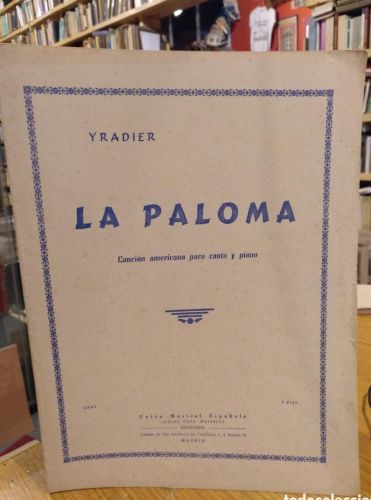 YRADIER
LA PALOMA
Canción americana para canto y piano
Unión Musical Española
EDITORES
MADRID